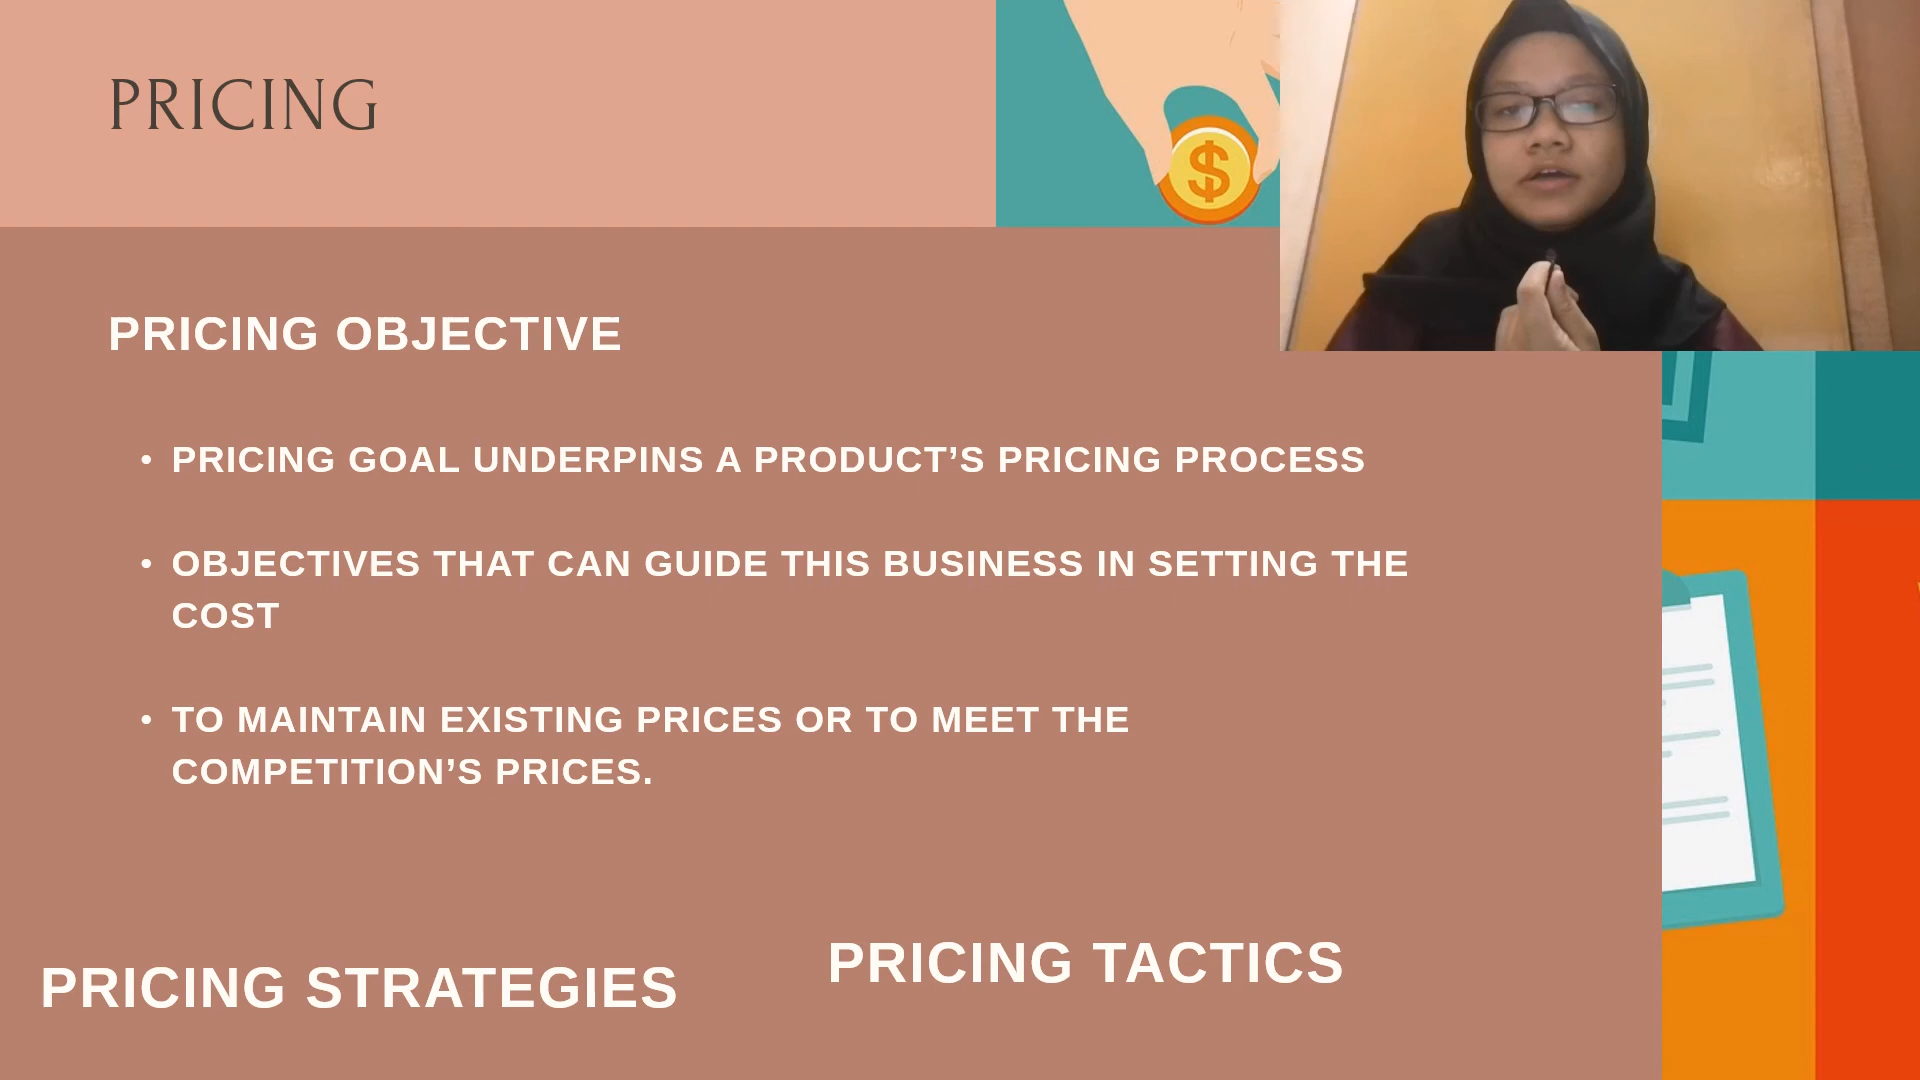 PRICING
$
PRICING OBJECTIVE
• PRICING GOAL UNDERPINS A PRODUCT’S PRICING PROCESS
• OBJECTIVES THAT CAN GUIDE THIS BUSINESS IN SETTING THE
COST
• TO MAINTAIN EXISTING PRICES OR TO MEET THE
COMPETITION’S PRICES.
PRICING STRATEGIES
PRICING TACTICS